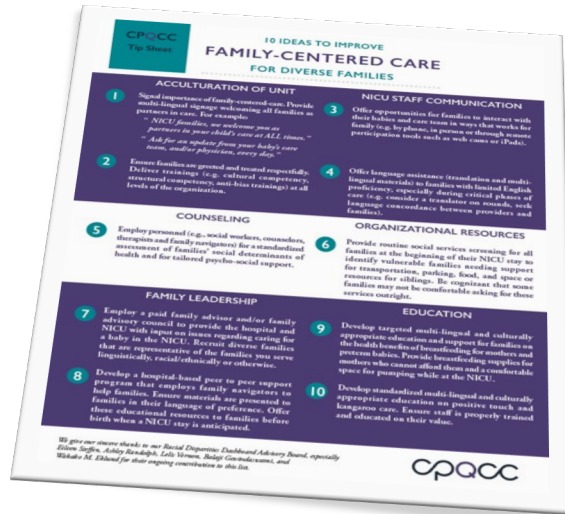 CPQCC
Tip Sheet
10 IDEAS TO IMPROVE
FAMILY-CENTERED CARE
FOR DIVERSE FAMILIES
ACCULTURATION OF UNIT
1
Signal importance of family-centered-care. Provide
multi-lingual signage welcoming all families as
partners in care. For example:
" NICU families, we welcome you as
partners in your child's care at ALL times. "
" Ask for an update from your baby's care
team, and/or physician, every day. "
2
Ensure families are greeted and treated respectfully.
Deliver trainings (e.g. cultural competency,
structural competency, anti-bias trainings) at all
levels of the organization.
NICU STAFF COMMUNICATION
3
Offer opportunities for families to interact with
their babies and care team in ways that works for
family (e.g. by phone, in person or through remote
participation tools such as web cams or iPads).
4
Offer language assistance (translation and multi-
lingual materials) to families with limited English
proficiency, especially during critical phases of
care (e.g. consider a translator on rounds, seek
language concordance between providers and
families).
COUNSELING
5
Employ personnel (e.g., social workers, counselors,
therapists and family navigators) for a standardized
assessment of families' social determinants of
health and for tailored psycho-social support.
ORGANIZATIONAL RESOURCES
6
Provide routine social services screening for all
families at the beginning of their NICU stay to
identify vulnerable families needing support
for transportation, parking, food, and space or
resources for siblings. Be cognizant that some
families may not be comfortable asking for these
services outright.
FAMILY LEADERSHIP
7
Employ a paid family advisor and/or family
advisory council to provide the hospital and
NICU with input on issues regarding caring for
a baby in the NICU. Recruit diverse families
that are representative of the families you serve
linguistically, racial/ethnically or otherwise.
8
Develop a hospital-based peer to peer support
program that employs family navigators to
help families. Ensure materials are presented to
families in their language of preference. Offer
these educational resources to families before
birth when a NICU stay is anticipated.
EDUCATION
9
Develop targeted multi-lingual and culturally
appropriate education and support for families on
the health benefits of breastfeeding for mothers and
preterm babies. Provide breastfeeding supplies for
mothers who cannot afford them and a comfortable
space for pumping while at the NICU.
10
Develop standardized multi-lingual and culturally
appropriate education on positive touch and
kangaroo care. Ensure staff is properly trained
and educated on their value.
We give our sincere thanks to our Racial Disparities Dashboard Advisory Board, especially
Eileen Steffen, Ashley Randolph, Lelis Vernon, Balaji Govindaswami, and
M. Eklund for their ongoing contribution to this list.
CPQCC